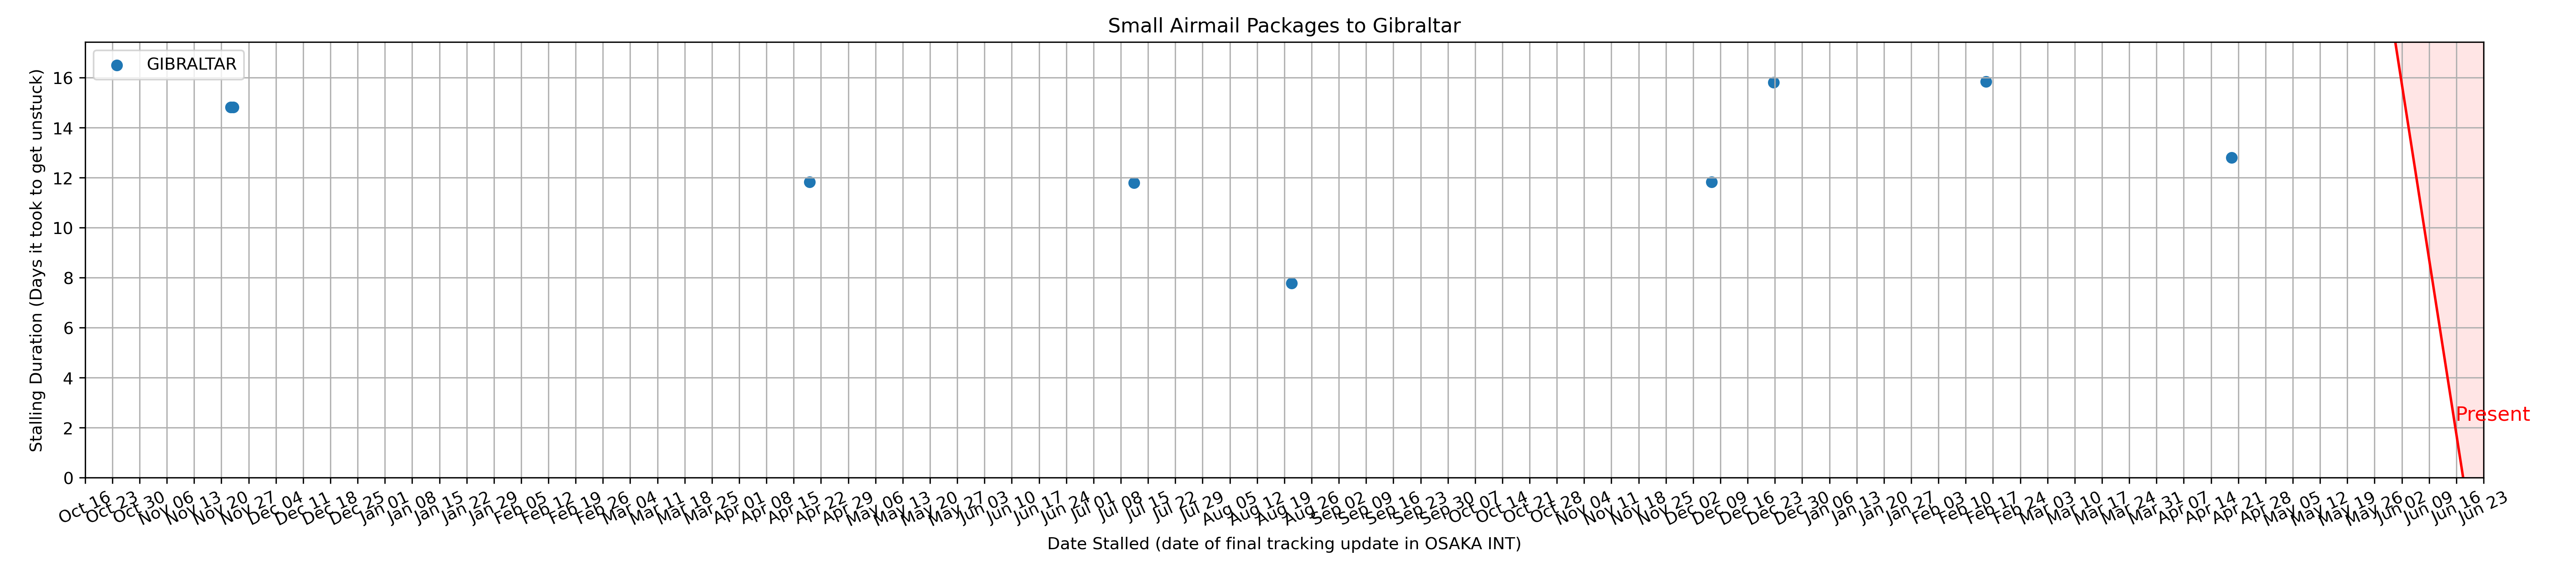 Small Airmail Packages to Gibraltar
GIBRALTAR
Stalling Duration (Days it took to get unstuck)
16
14
12
10
8
6
4
2
0
Present
Oct 16
Oct 23
Oct 30
Nov 06
Nov 13
Nov 20
Nov 27
Dec 04
Dec 11
Dec 18
Dec 25
Jan 01
Jan 08
Jan 15
Jan 22
Jan 29
Feb 05
Feb 12
Feb 19
Feb 26
Mar 04
Mar 11
Mar 18
Mar 25
Apr 01
Apr 08
Apr 15
Apr 22
Apr 29
May 06
May 13
May 20
May 27
Jun 03
Jun 10
Jun 17
Jun 24
Jul 01
Jul 08
Jul 15
Jul 22
Jul 29
Aug 05
Aug 12
Aug 19
Aug 26
Sep 02
Sep 09
Sep 16
Sep 23
Sep 30
Oct 07
Oct 14
Oct 21
Oct 28
Nov 04
Nov 11
Nov 18
Nov 25
Dec 02
Dec 09
Dec 16
Dec 23
Dec 30
Jan 06
Jan 13
Jan 20
Jan 27
Feb 03
Feb 10
Feb 17
Feb 24
Mar 03
Mar 10
Mar 17
Mar 24
Mar 31
Apr 07
Apr 14
Apr 21
Apr 28
May 05
May 12
May 19
May 26
Jun 02
Jun 09
Jun 16
Jun 23
Date Stalled (date of final tracking update in OSAKA INT)